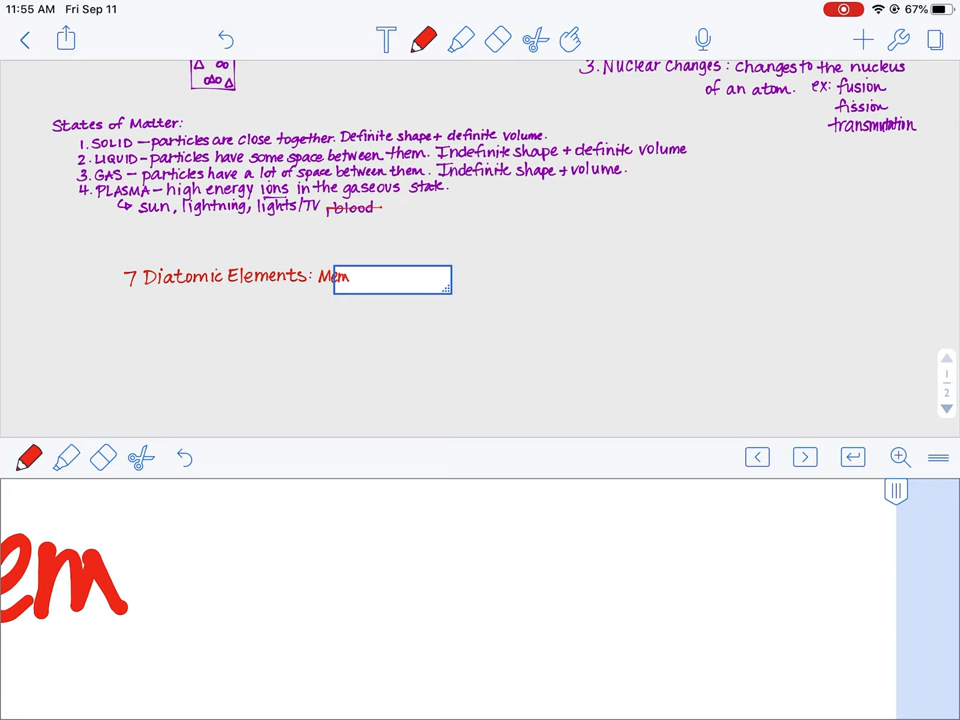 11:55 AM Fri Sep 11
67%
3. Nuclear Changes: changes to the nucleus
of an atom. ex: fusion
fission
transmutation
States of Matter:
1. SOLID – particles are close together. Definite shape + definite volume.
2. LIQUID – particles have some space between them. Indefinite shape + definite volume
3. GAS – particles have a lot of space between them. Indefinite shape + volume.
4. PLASMA – high energy ions in the gaseous state.
↳ sun, lightning, lights/TV blood
7 Diatomic Elements: Mem
1
2
em